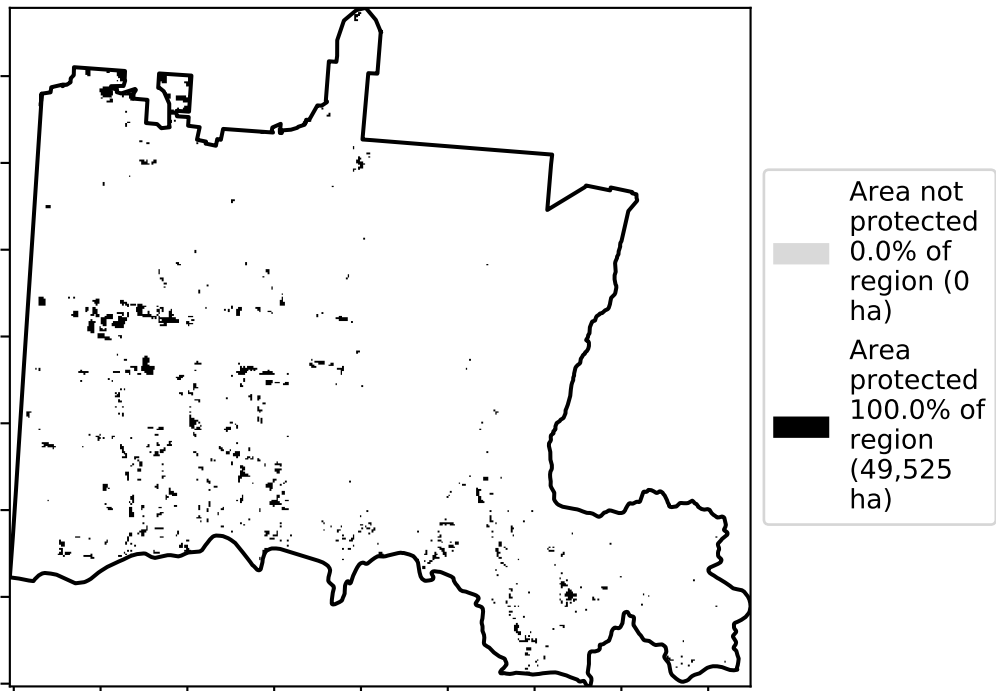 Area not
protected
0.0% of
region (0
ha)
Area
protected
100.0% of
region
(49,525
ha)